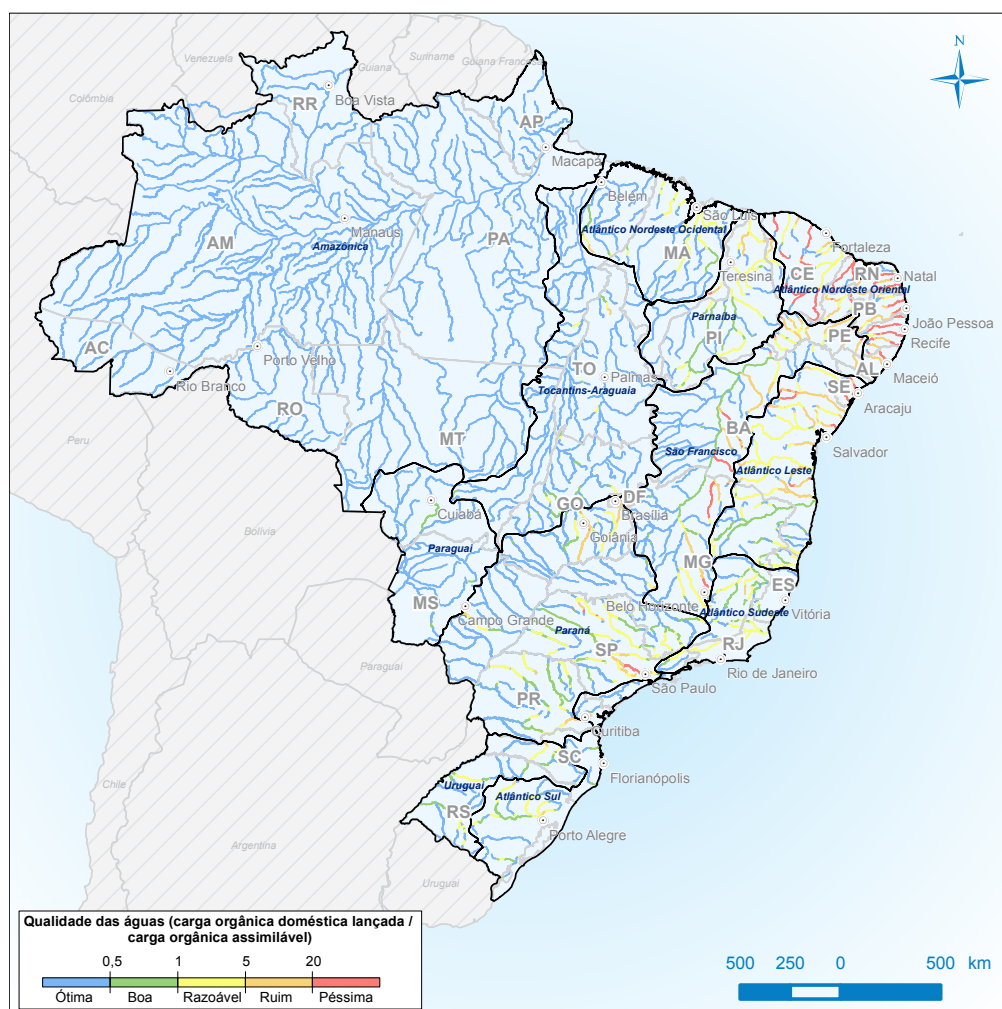 N
Venezuela
Suriname
Guiana
Guiana Francesa
Colômbia
RR
Boa Vista
AP
Macapá
Belém
São Luís
Manaus
AM
Amazônica
PA
Atlântico Nordeste Ocidental
MA
Teresina
Fortaleza
CE
RN
Natal
Atlântico Nordeste Oriental
PB
João Pessoa
Parnaíba
PI
PE
Recife
AC
Porto Velho
Rio Branco
TO
Palmas
Tocantins-Araguaia
AL
Maceió
SE
Aracaju
RO
MT
BA
São Francisco
Salvador
Atlântico Leste
Peru
Cuiabá
GO
DF
Brasília
Goiânia
Bolívia
Paraguai
MG
ES
MS
Campo Grande
Belo Horizonte
Atlântico Sudeste
Vitória
Paraná
SP
RJ
Rio de Janeiro
São Paulo
Paraguai
PR
Curitiba
SC
Florianópolis
Chile
Uruguai
Atlântico Sul
RS
Porto Alegre
Argentina
Uruguai
Qualidade das águas (carga orgânica doméstica lançada /
carga orgânica assimilável)
0,5 1 5 20
Ótima Boa Razoável Ruim Péssima
500 250 0 500 km